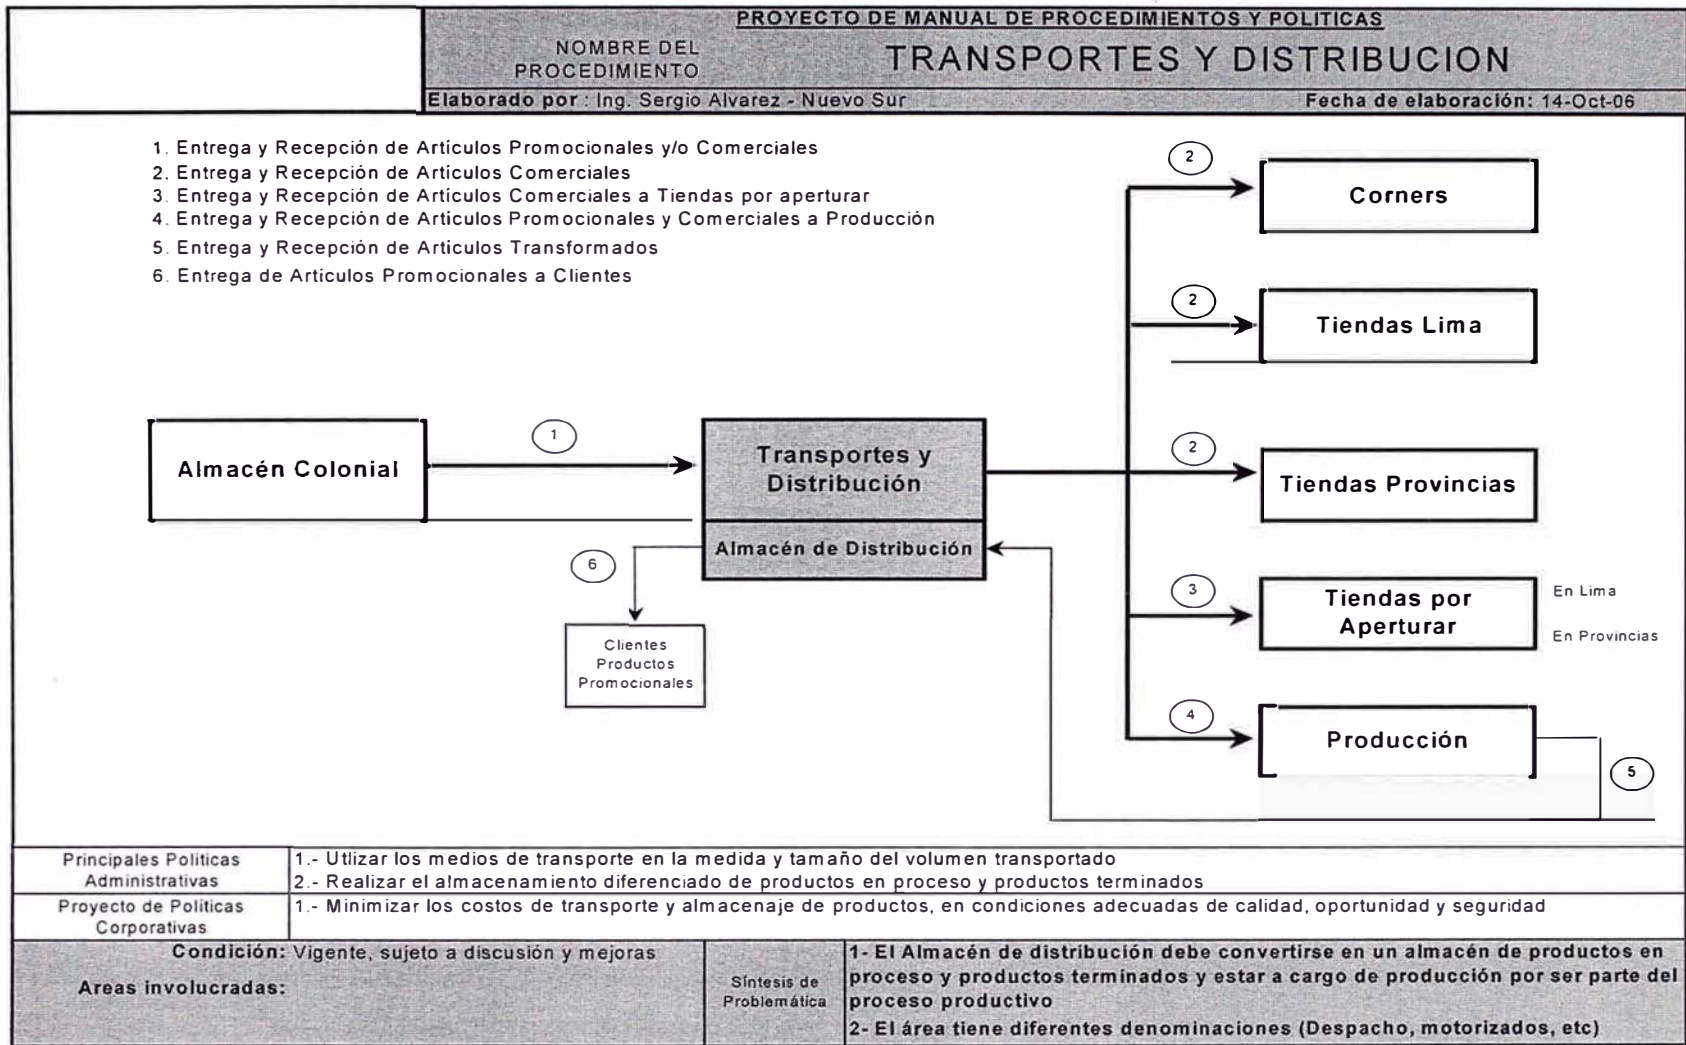 PROYECTO DE MANUAL DE PROCEDIMIENTOS Y POLITICAS
NOMBRE DEL
PROCEDIMIENTO
TRANSPORTES Y DISTRIBUCION
Elaborado por : Ing. Sergio Alvarez - Nuevo Sur
Fecha de elaboración: 14-Oct-06
1. Entrega y Recepción de Artículos Promocionales y/o Comerciales
2. Entrega y Recepción de Artículos Comerciales
3. Entrega y Recepción de Artículos Comerciales a Tiendas por aperturar
4. Entrega y Recepción de Artículos Promocionales y Comerciales a Producción
5. Entrega y Recepción de Artículos Transformados
6. Entrega de Artículos Promocionales a Clientes
2
Corners
2
Tiendas Lima
Almacén Colonial
1
Transportes y
Distribución
Almacén de Distribución
2
Tiendas Provincias
6
Clientes
Productos
Promocionales
3
Tiendas por
Aperturar
En Lima
En Provincias
4
Producción
5
Principales Politicas
Administrativas
1.- Utlizar los medios de transporte en la medida y tamaño del volumen transportado
2.- Realizar el almacenamiento diferenciado de productos en proceso y productos terminados
Proyecto de Políticas
Corporativas
1.- Minimizar los costos de transporte y almacenaje de productos, en condiciones adecuadas de calidad, oportunidad y seguridad
Condición: Vigente, sujeto a discusión y mejoras
Areas involucradas:
Síntesis de
Problemática
1- El Almacén de distribución debe convertirse en un almacén de productos en
proceso y productos terminados y estar a cargo de producción por ser parte del
proceso productivo
2- El área tiene diferentes denominaciones (Despacho, motorizados, etc)